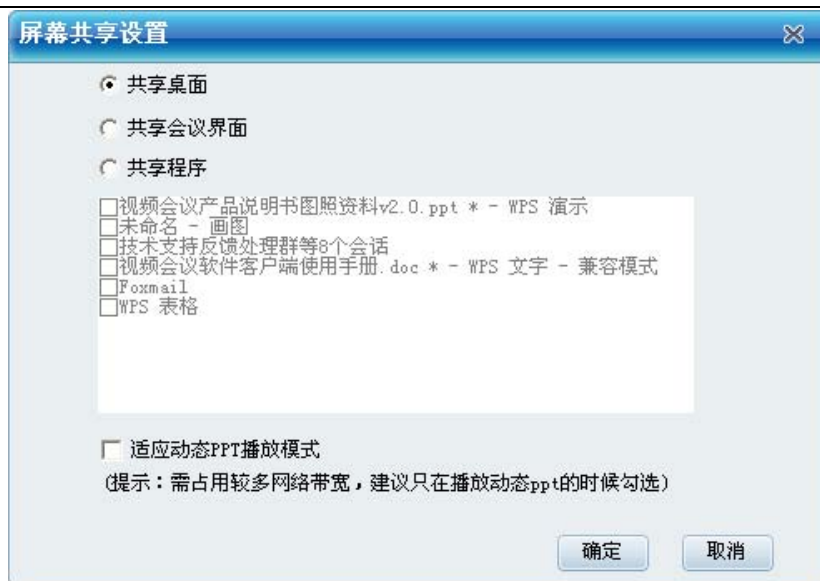 屏幕共享设置
共享桌面
共享会议界面
共享程序
视频会议产品说明书图照资料v2.0.ppt * - WPS 演示
未命名 - 画图
技术支持反馈处理群等8个会话
视频会议软件客户端使用手册.doc * - WPS 文字 - 兼容模式
Foxmail
WPS 表格
适应动态PPT播放模式
(提示：需占用较多网络带宽，建议只在播放动态ppt的时候勾选)
确定 取消